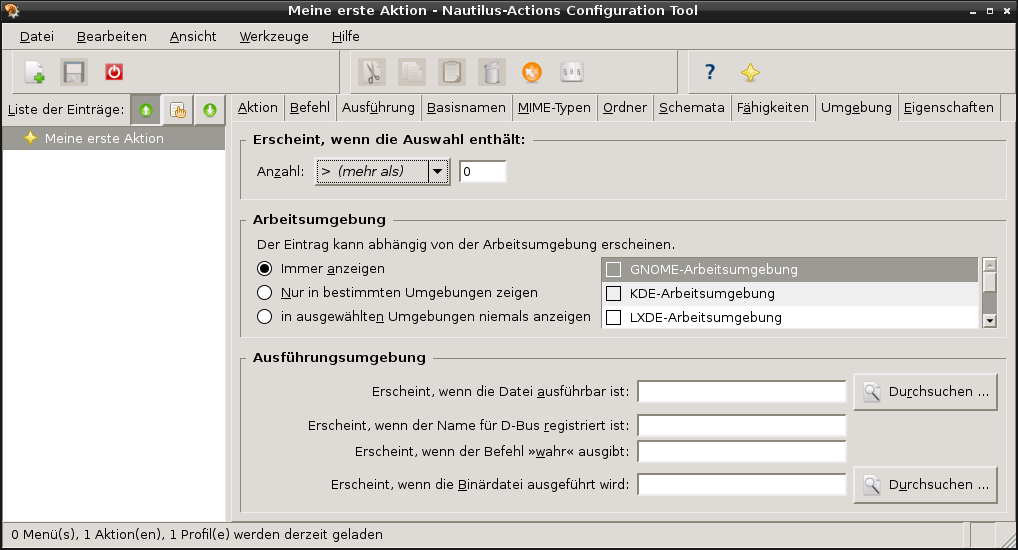 Meine erste Aktion - Nautilus-Actions Configuration Tool
Datei Bearbeiten Ansicht Werkzeuge Hilfe
Liste der Einträge:
Aktion Befehl Ausführung Basisnamen MIME-Typen Ordner Schemata Fähigkeiten Umgebung Eigenschaften
Meine erste Aktion
Erscheint, wenn die Auswahl enthält:
Anzahl: > (mehr als) 0
Arbeitsumgebung
Der Eintrag kann abhängig von der Arbeitsumgebung erscheinen.
Immer anzeigen
Nur in bestimmten Umgebungen zeigen
in ausgewählten Umgebungen niemals anzeigen
GNOME-Arbeitsumgebung
KDE-Arbeitsumgebung
LXDE-Arbeitsumgebung
Ausführungsumgebung
Erscheint, wenn die Datei ausführbar ist: Durchsuchen ...
Erscheint, wenn der Name für D-Bus registriert ist:
Erscheint, wenn der Befehl »wahr« ausgibt:
Erscheint, wenn die Binärdatei ausgeführt wird: Durchsuchen ...
0 Menü(s), 1 Aktion(en), 1 Profil(e) werden derzeit geladen